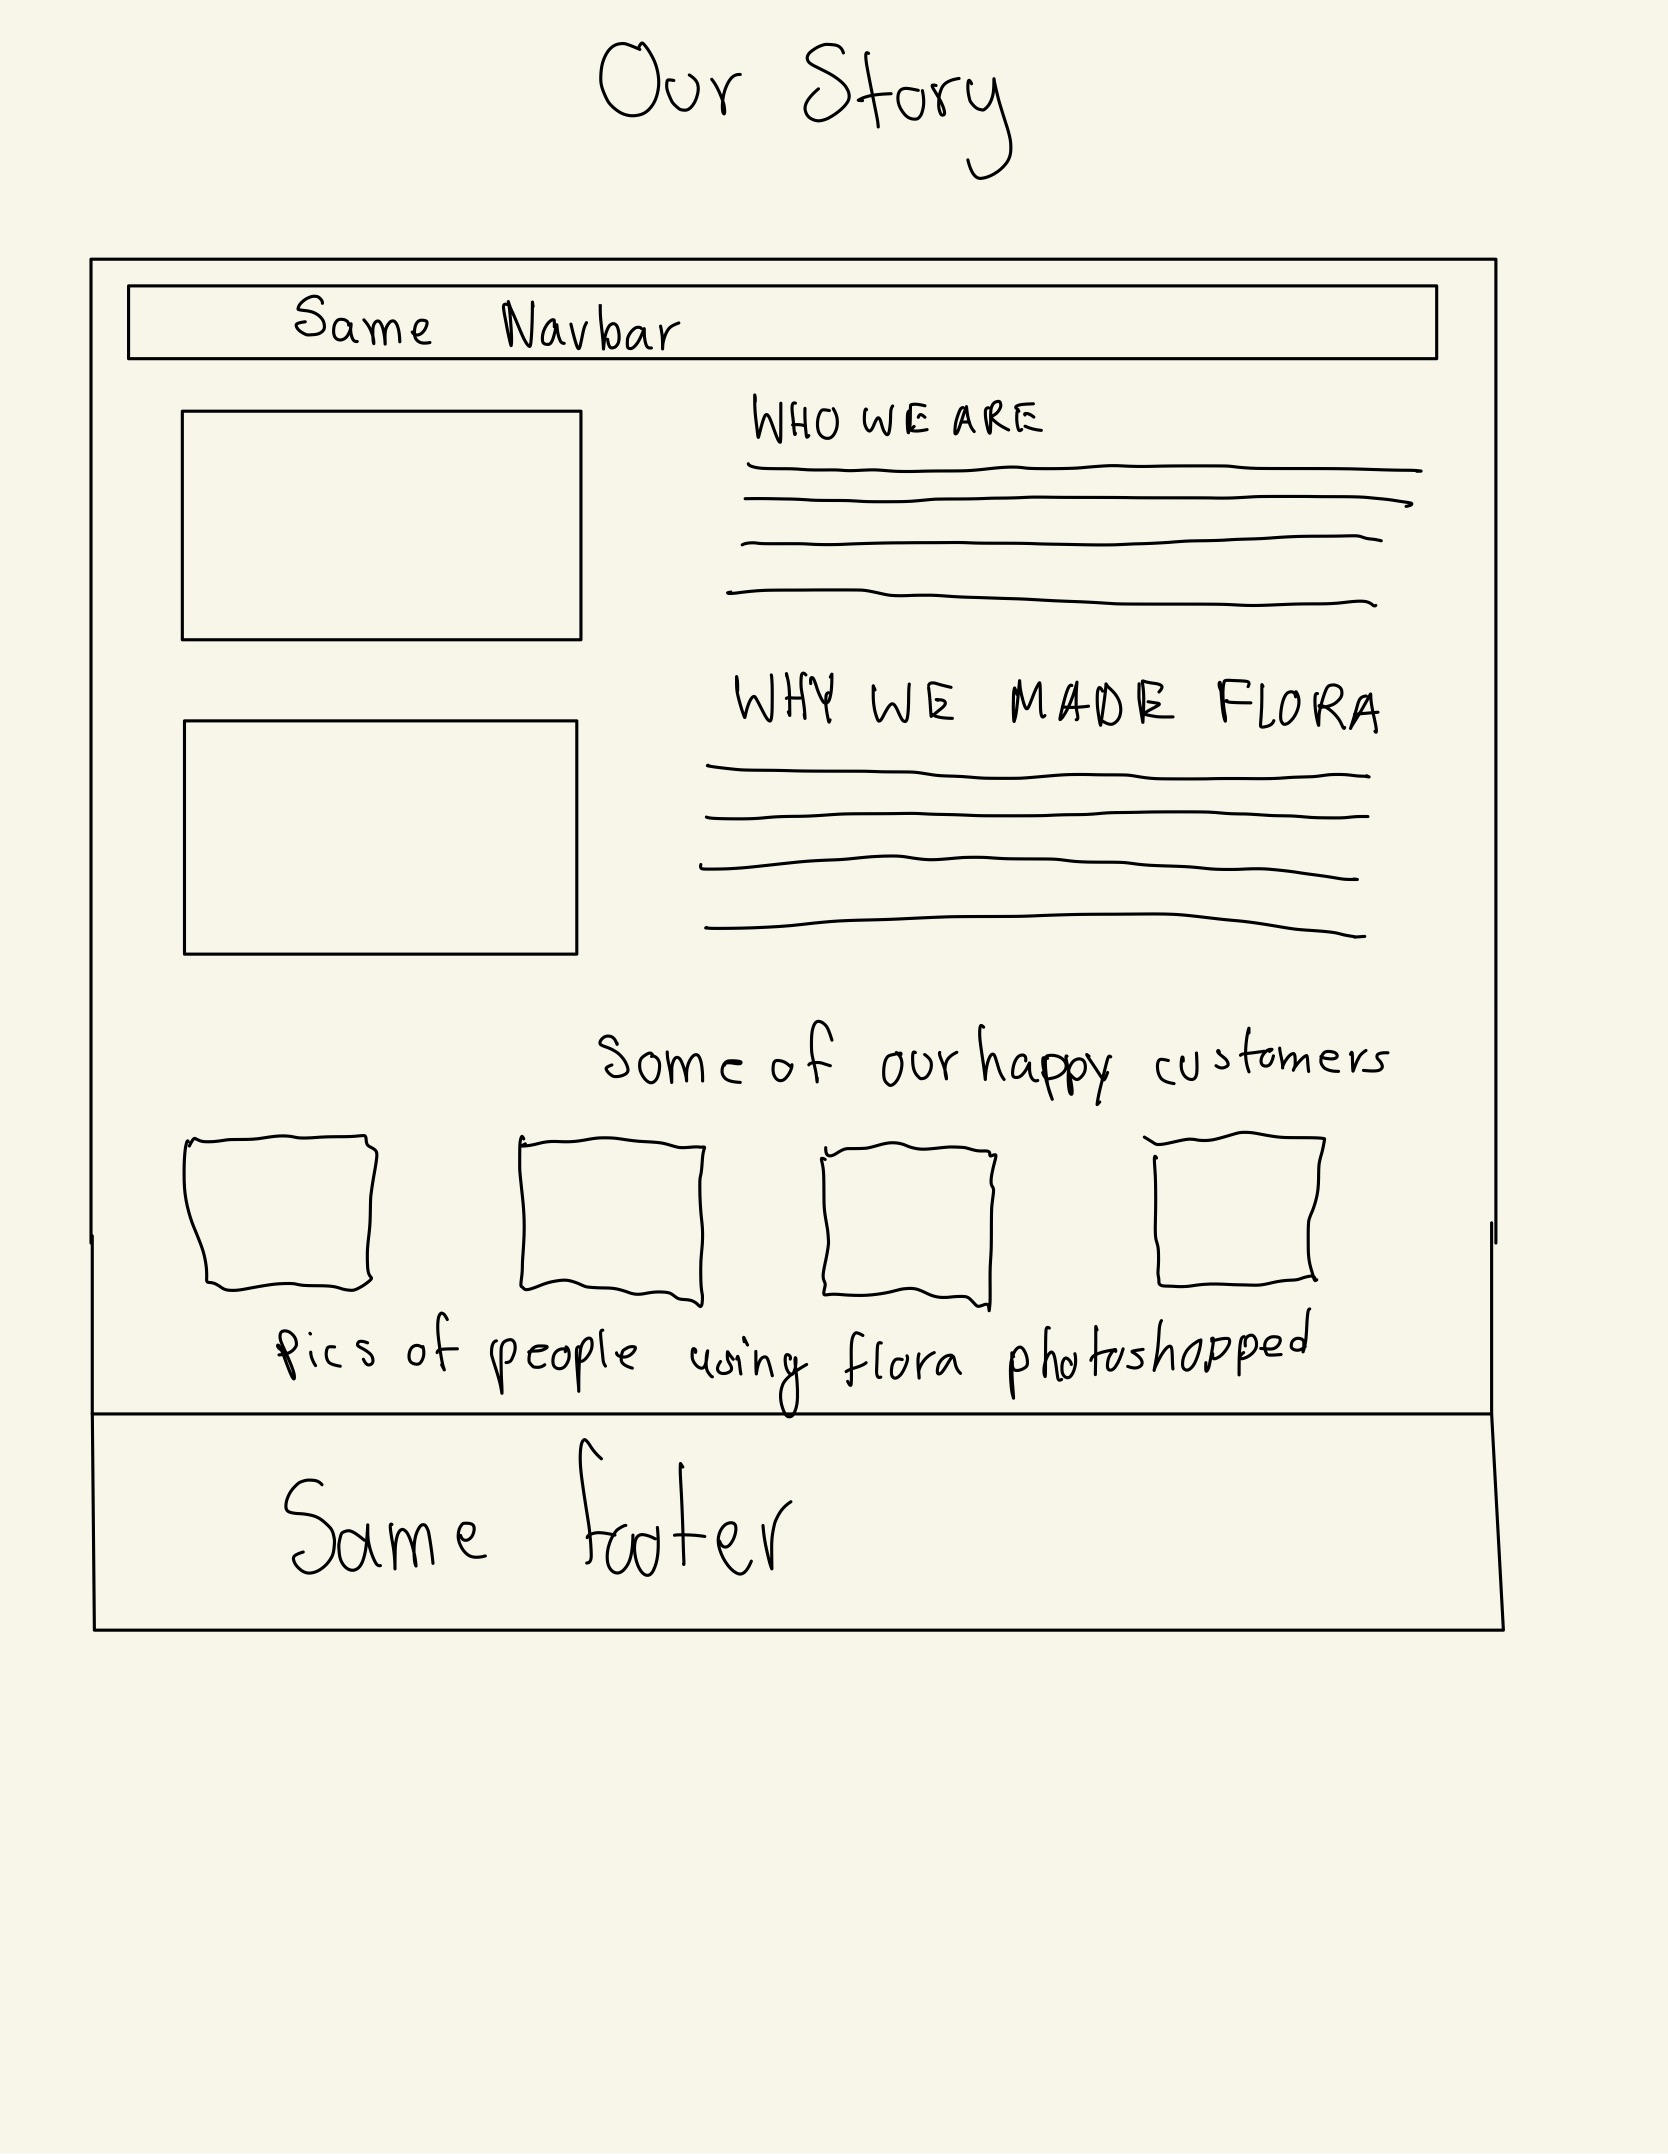 Our Story
Same Navbar
WHO WE ARE
WHY WE MADE FLORA
Some of our happy customers
pics of people using flora photoshopped
Same footer